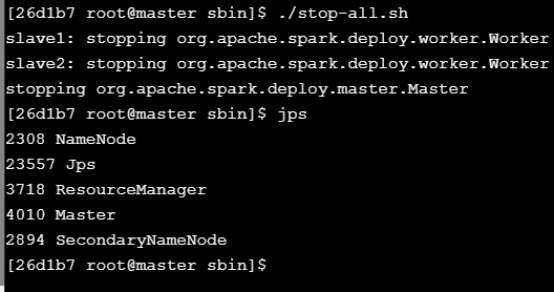 [26d1b7 root@master sbin]$ ./stop-all.sh
slave1: stopping org.apache.spark.deploy.worker.Worker
slave2: stopping org.apache.spark.deploy.worker.Worker
stopping org.apache.spark.deploy.master.Master
[26d1b7 root@master sbin]$ jps
2308 NameNode
23557 Jps
3718 ResourceManager
4010 Master
2894 SecondaryNameNode
[26d1b7 root@master sbin]$